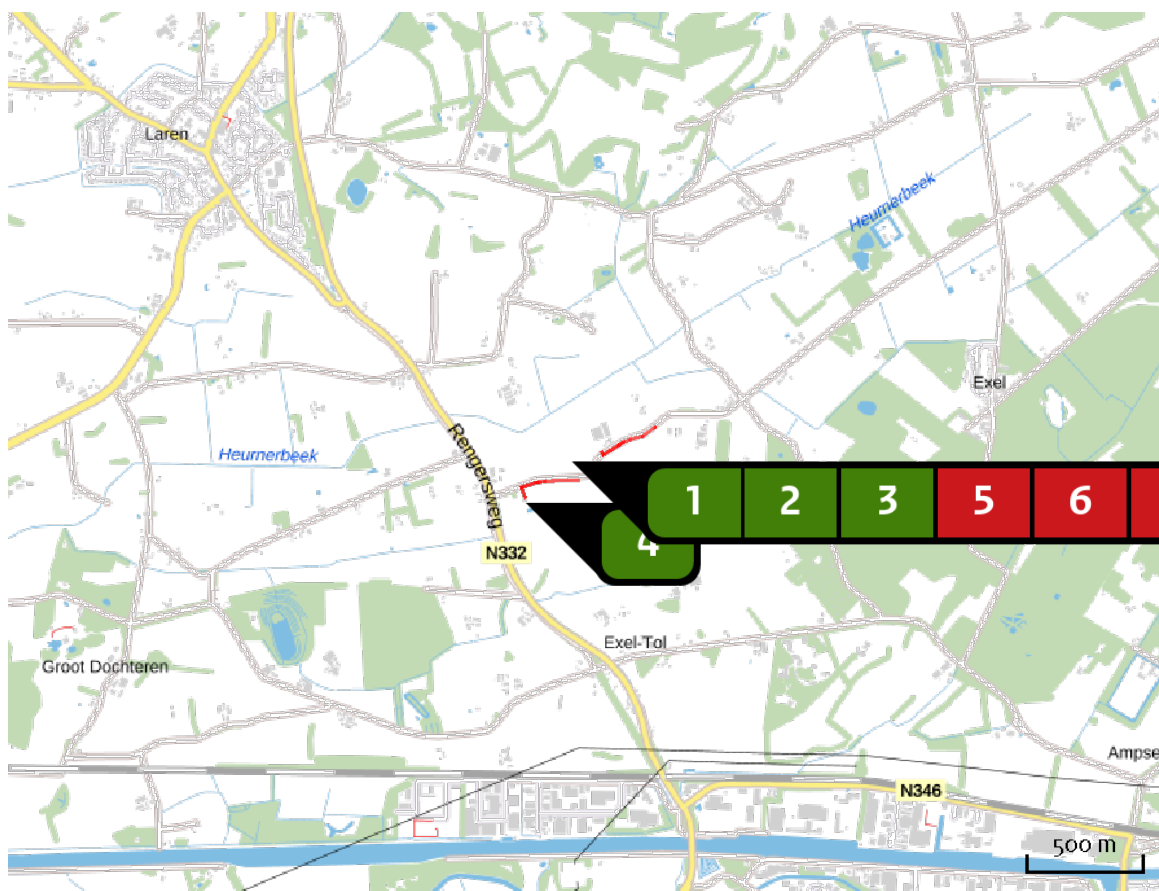 Laren
Heurnerbeek
Exel
Rengersweg
Heurnerbeek
1 2 3 5 6
4
N332
Exel-Tol
Groot Dochteren
Ampse
N346
500 m